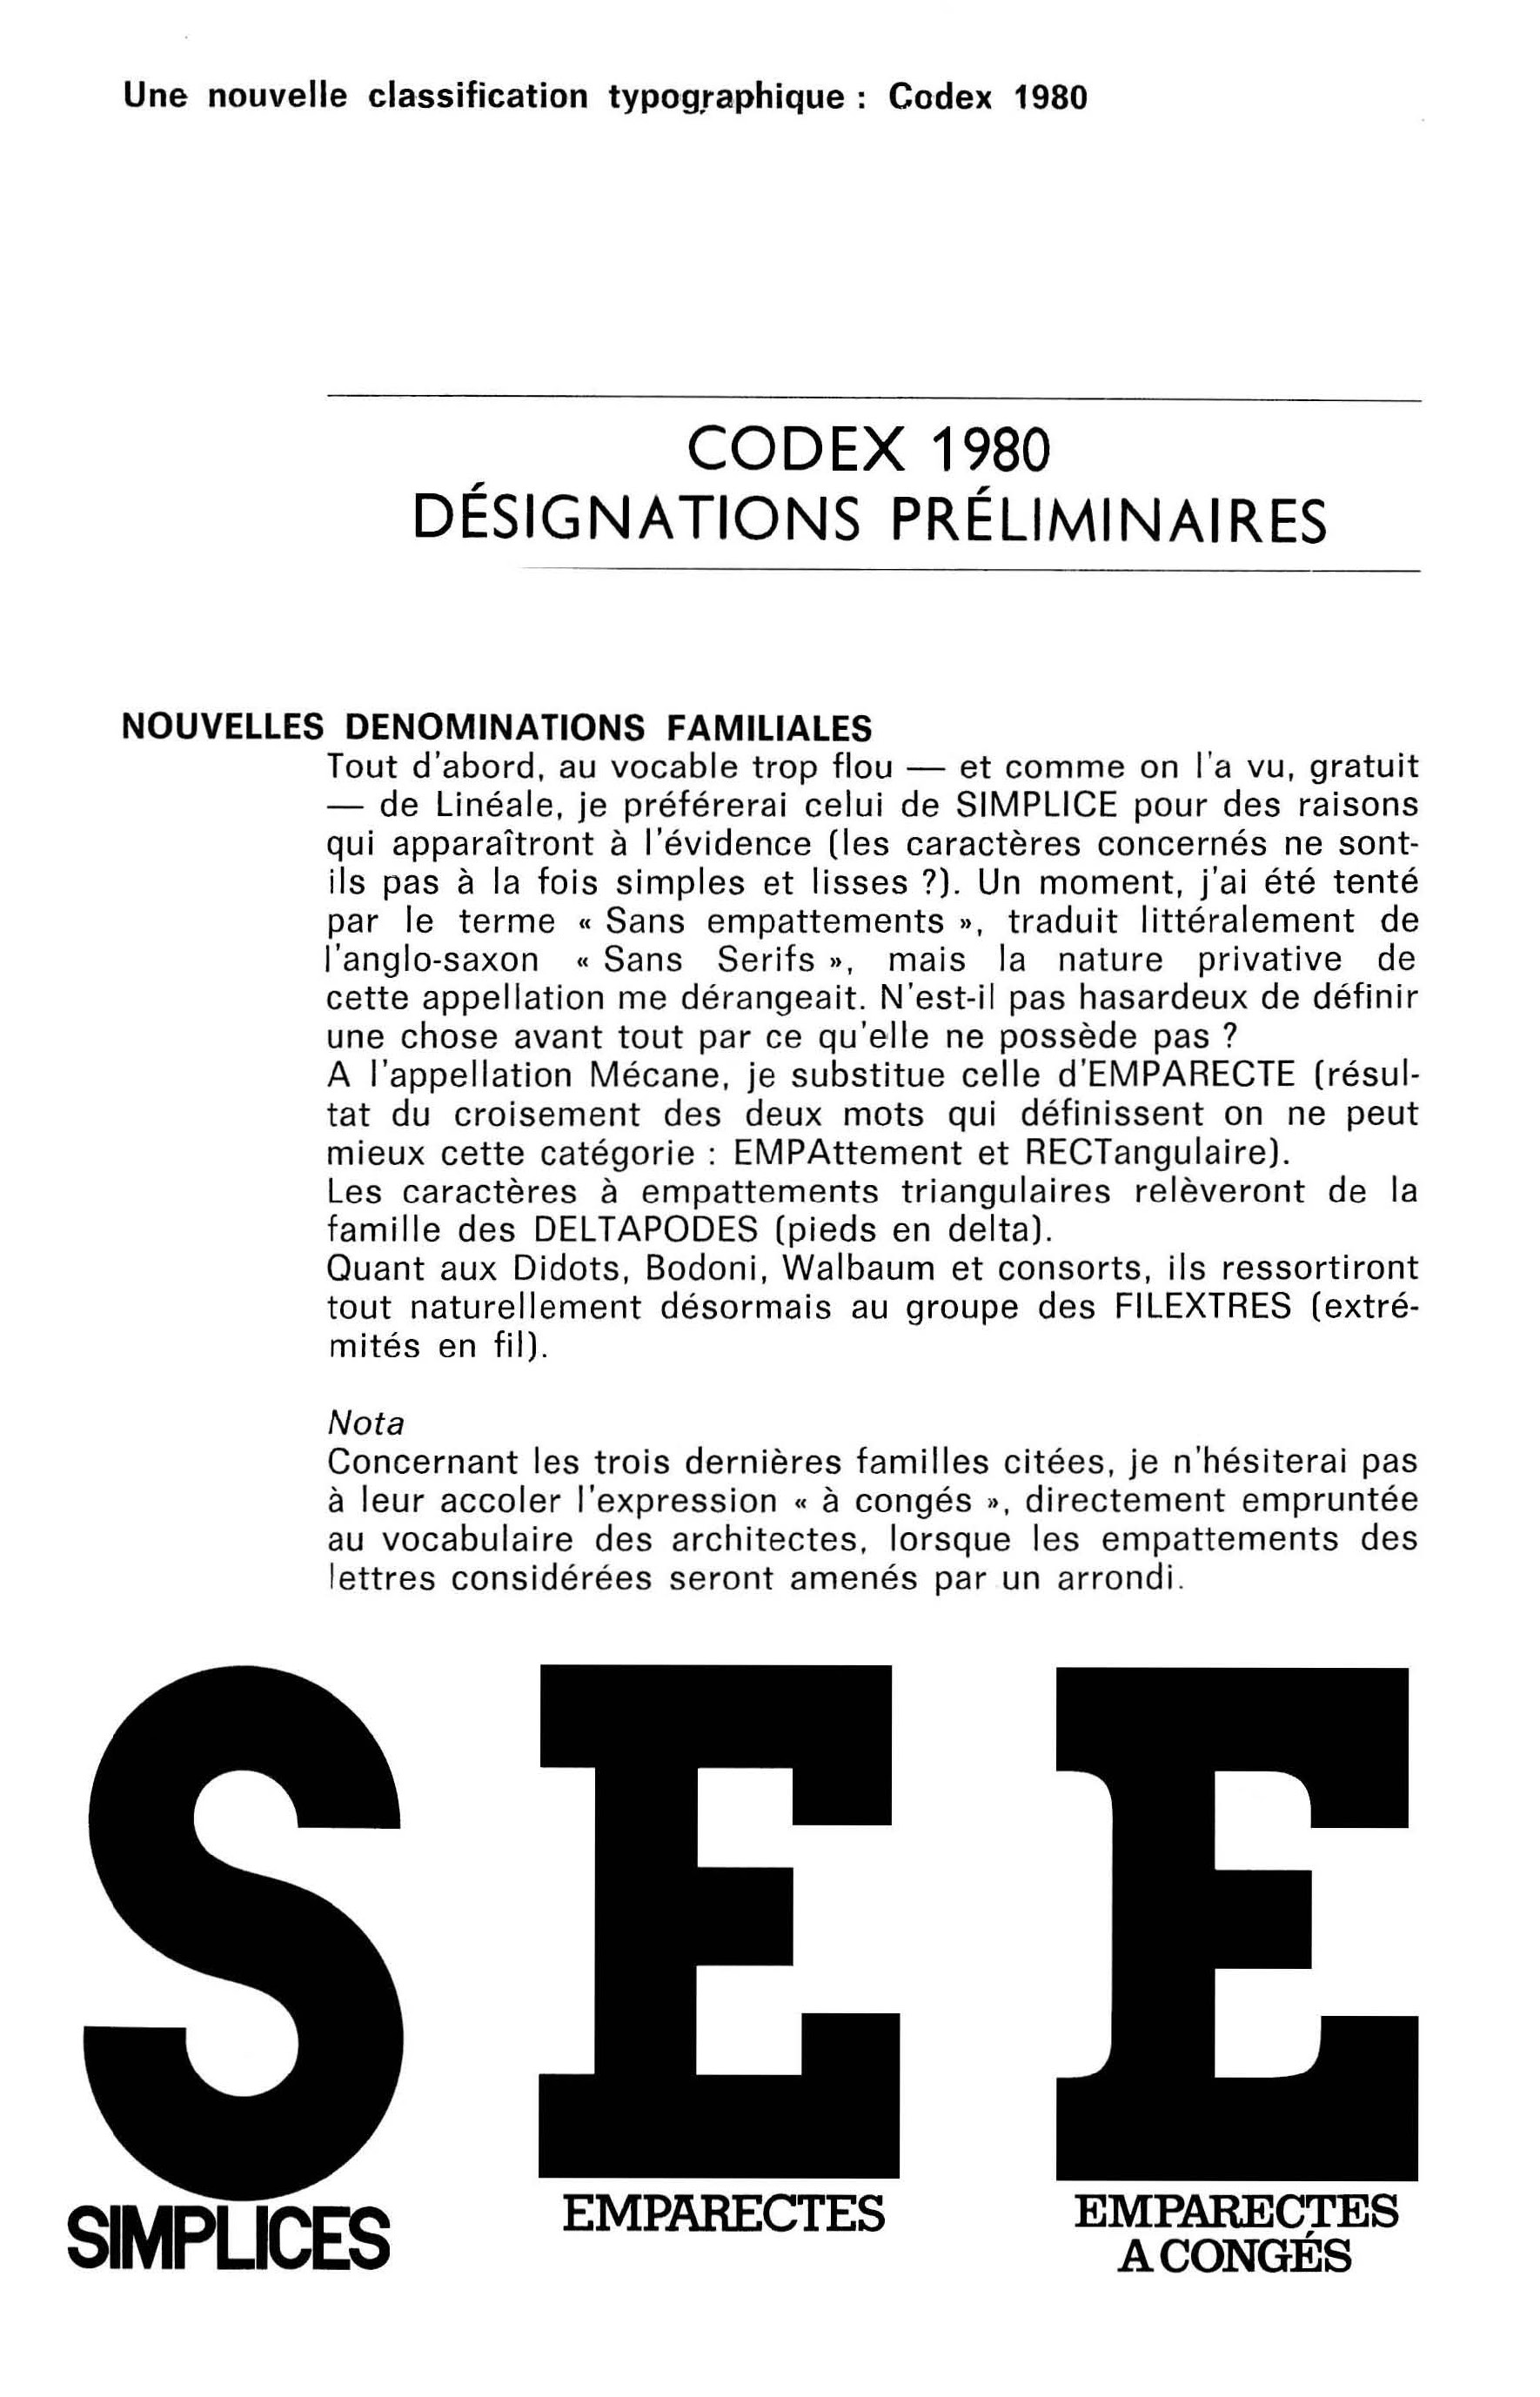 Une nouvelle classification typographique : Codex 1980
CODEX 1980
DÉSIGNATIONS PRÉLIMINAIRES
NOUVELLES DENOMINATIONS FAMILIALES
Tout d'abord, au vocable trop flou — et comme on l'a vu, gratuit
— de Linéale, je préférerai celui de SIMPLICE pour des raisons
qui apparaîtront à l'évidence (les caractères concernés ne sont-
ils pas à la fois simples et lisses ?). Un moment, j'ai été tenté
par le terme « Sans empattements », traduit littéralement de
l'anglo-saxon « Sans Serifs », mais la nature privative de
cette appellation me dérangeait. N'est-il pas hasardeux de définir
une chose avant tout par ce qu'elle ne possède pas ?
A l'appellation Mécane, je substitue celle d'EMPARECTE (résul-
tat du croisement des deux mots qui définissent on ne peut
mieux cette catégorie : EMPAttement et RECTangulaire).
Les caractères à empattements triangulaires relèveront de la
famille des DELTAPODES (pieds en delta).
Quant aux Didots, Bodoni, Walbaum et consorts, ils ressortiront
tout naturellement désormais au groupe des FILEXTRES (extré-
mités en fil).
Nota
Concernant les trois dernières familles citées, je n'hésiterai pas
à leur accoler l'expression « à congés », directement empruntée
au vocabulaire des architectes, lorsque les empattements des
lettres considérées seront amenés par un arrondi.
S E E
SIMPLICES
EMPARECTES
EMPARECTES
A CONGÉS